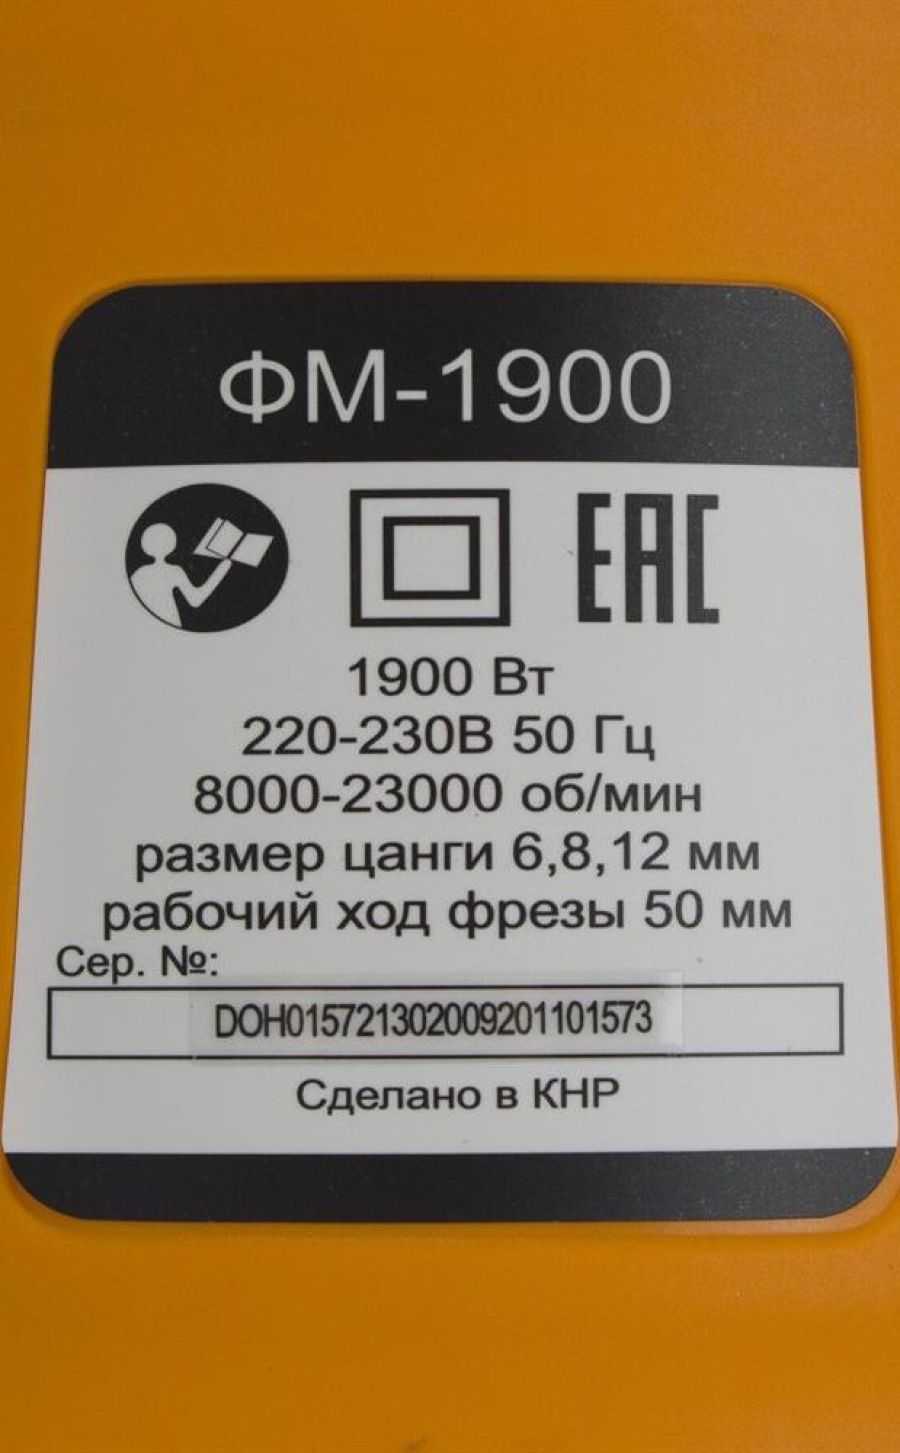 ФМ-1900
EAC
1900 Вт
220-230В 50 Гц
8000-23000 об/мин
размер цанги 6,8,12 мм
рабочий ход фрезы 50 мм
Сер. №:
DOH015721302009201101573
Сделано в КНР